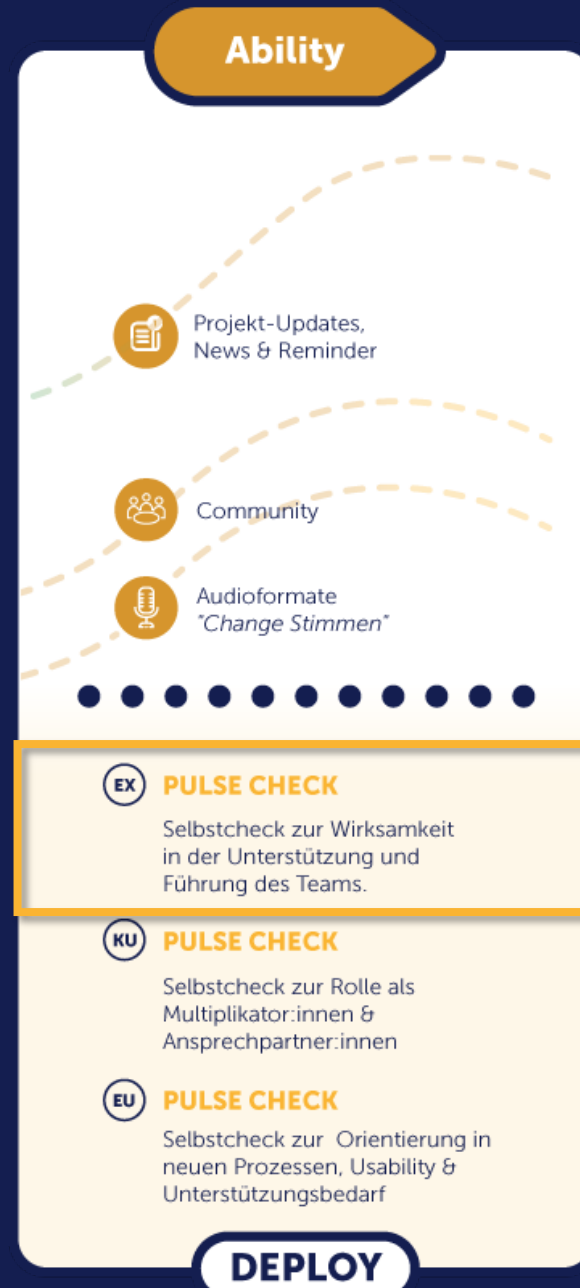 Ability
Projekt-Updates,
News & Reminder
Community
Audioformate
"Change Stimmen"
EX PULSE CHECK
Selbstcheck zur Wirksamkeit
in der Unterstützung und
Führung des Teams.
KU PULSE CHECK
Selbstcheck zur Rolle als
Multiplikator:innen &
Ansprechpartner:innen
EU PULSE CHECK
Selbstcheck zur Orientierung in
neuen Prozessen, Usability &
Unterstützungsbedarf
DEPLOY